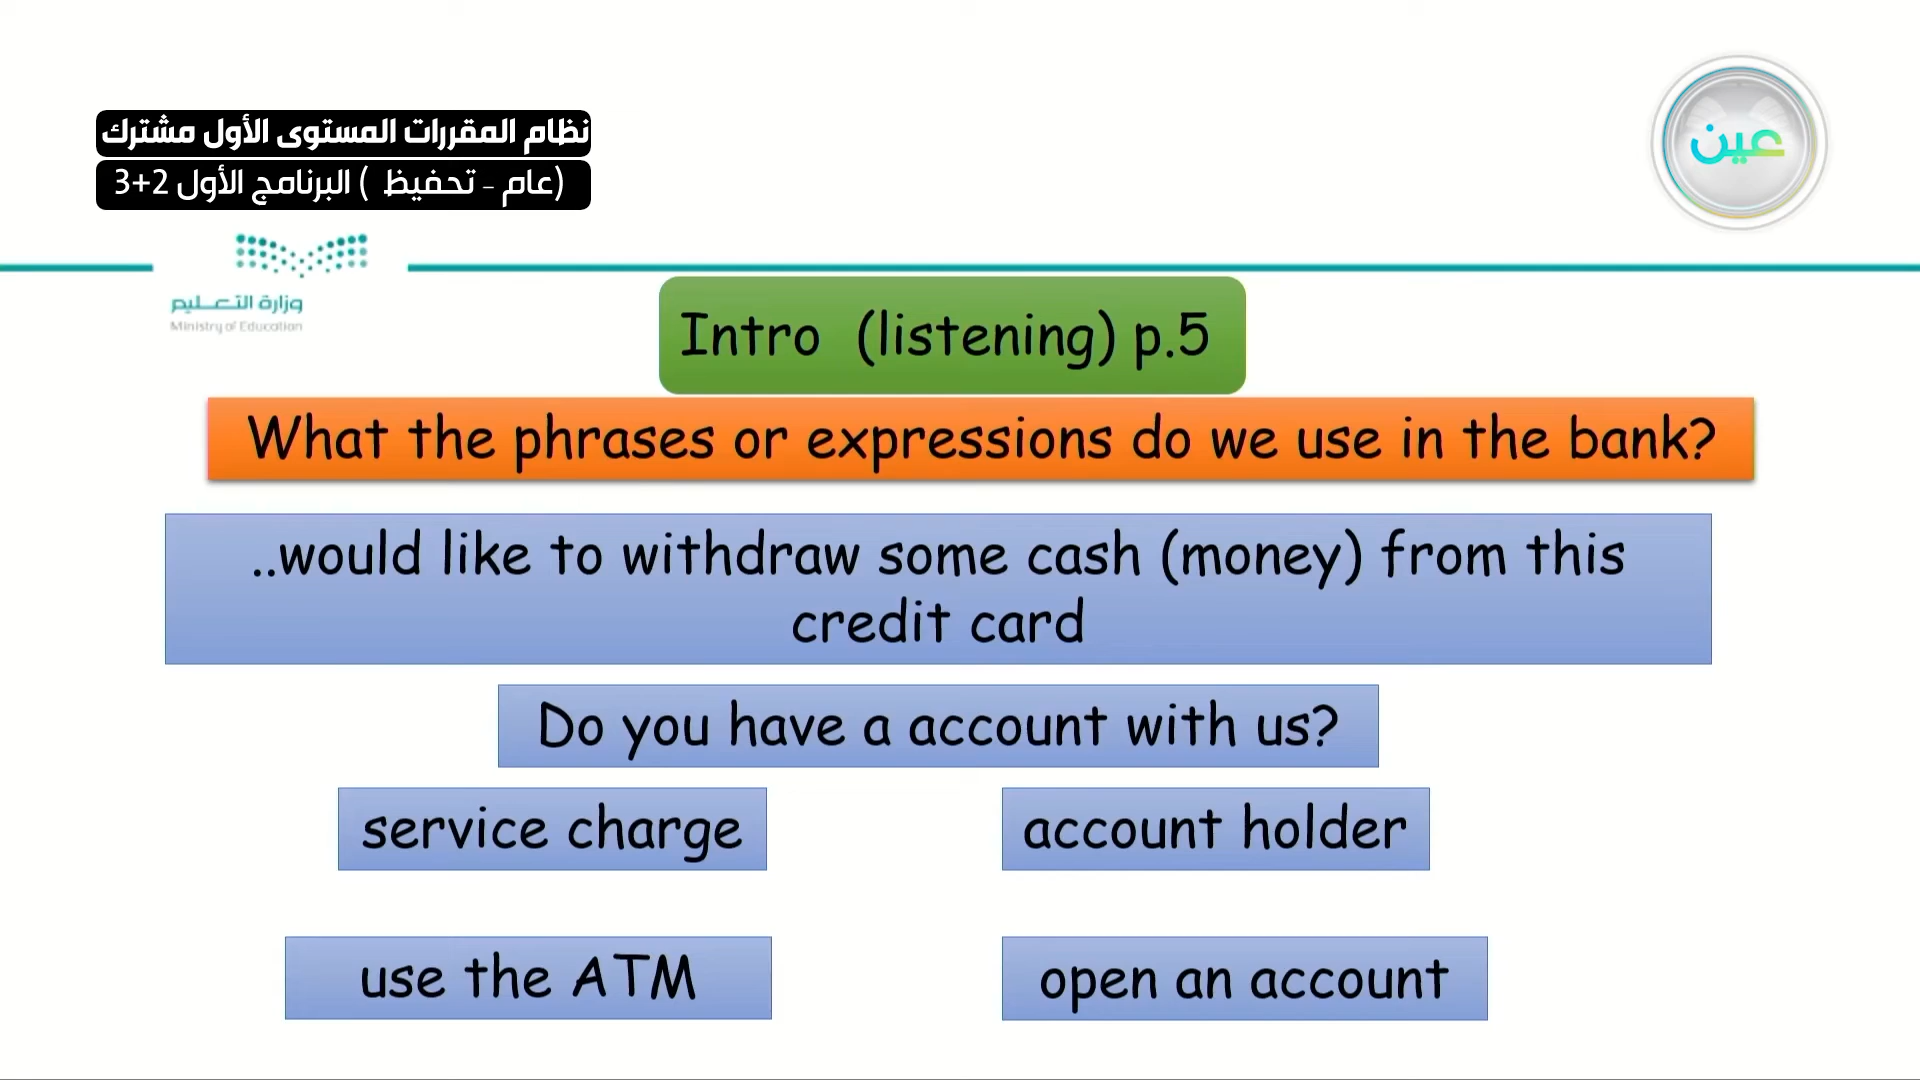 نظام المقررات المستوى الأول مشترك
(عام - تحفيظ ) البرنامج الأول 2+3
عين
وزارة التعليم
Ministry of Education
Intro (listening) p.5
What the phrases or expressions do we use in the bank?
..would like to withdraw some cash (money) from this
credit card
Do you have a account with us?
service charge
account holder
use the ATM
open an account